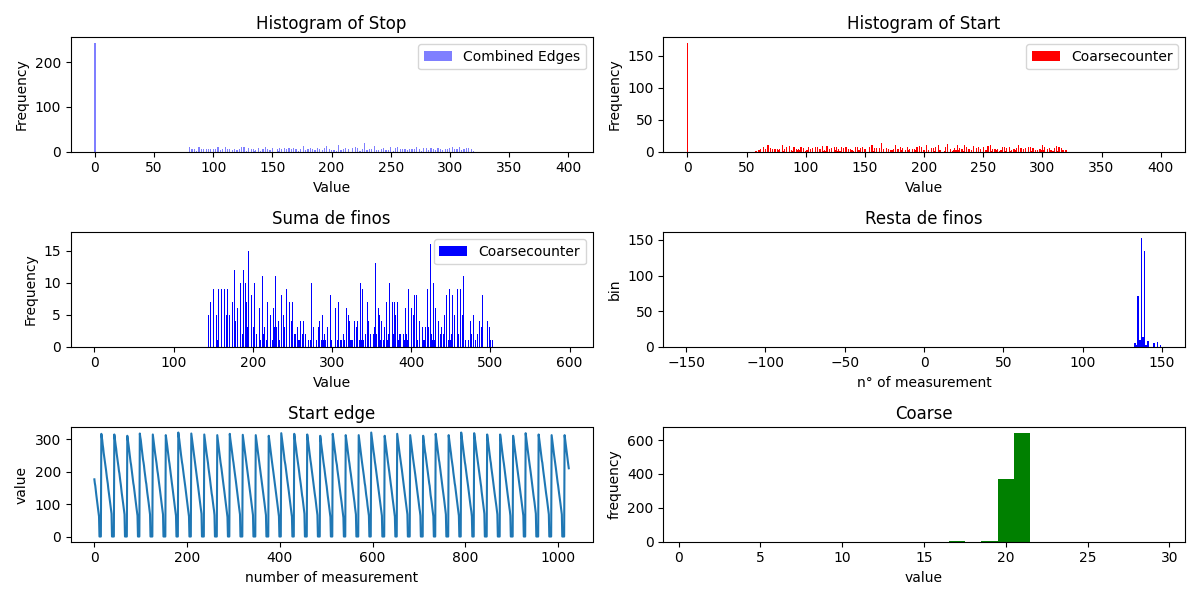 Histogram of Stop
Frequency
200
100
0
Combined Edges
0 50 100 150 200 250 300 350 400
Value
Histogram of Start
Frequency
150
100
50
0
Coarsecounter
0 50 100 150 200 250 300 350 400
Value
Suma de finos
Frequency
15
10
5
0
Coarsecounter
0 100 200 300 400 500 600
Value
Resta de finos
bin
150
100
50
0
−150 −100 −50 0 50 100 150
n° of measurement
Start edge
value
300
200
100
0
0 200 400 600 800 1000
number of measurement
Coarse
frequency
600
400
200
0
0 5 10 15 20 25 30
value